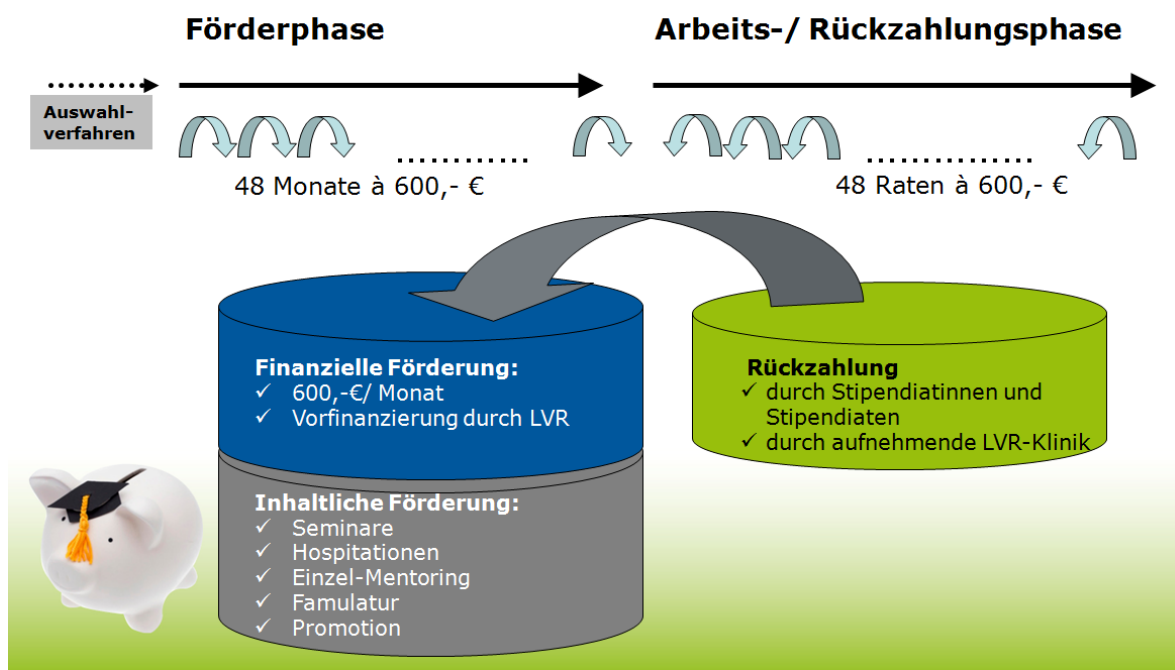 Förderphase
Arbeits-/ Rückzahlungsphase
Auswahl-
verfahren
48 Monate à 600,- €
48 Raten à 600,- €
Finanzielle Förderung:
✓ 600,-€/ Monat
✓ Vorfinanzierung durch LVR
Rückzahlung
✓ durch Stipendiatinnen und
Stipendiaten
✓ durch aufnehmende LVR-Klinik
Inhaltliche Förderung:
✓ Seminare
✓ Hospitationen
✓ Einzel-Mentoring
✓ Famulatur
✓ Promotion